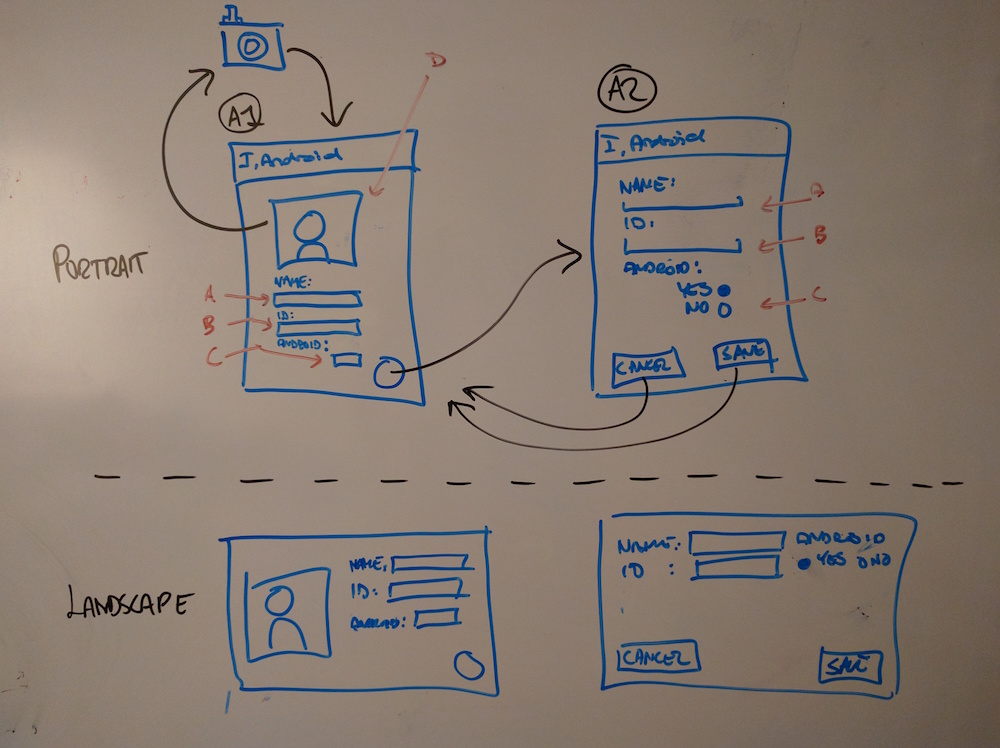 D
A1
A2
I, Android
I, Android
NAME:
A
ID:
B
PORTRAIT
ANDROID:
YES
C
NO
NAME:
A
ID:
B
ANDROID:
C
CANCEL
SAVE
NAME:
ANDROID
ID :
YES NO
NAME:
ID:
ANDROID:
LANDSCAPE
CANCEL
SAVE